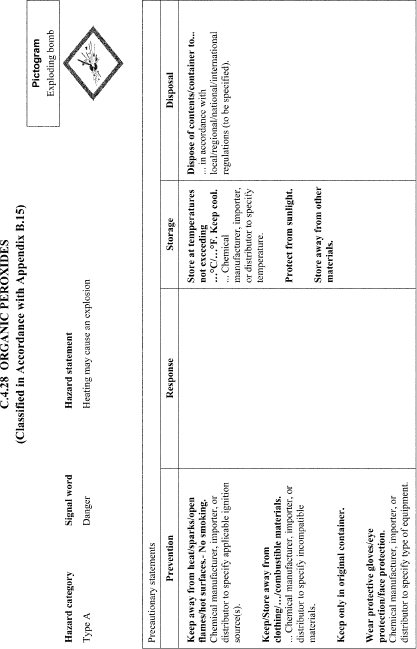 C.4.28 ORGANIC PEROXIDES
(Classified in Accordance with Appendix B.15)
Pictogram
Exploding bomb
Hazard category
Signal word
Hazard statement
Type A
Danger
Heating may cause an explosion
Precautionary statements
Prevention
Response
Storage
Disposal
Keep away from heat/sparks/open
flames/hot surfaces.- No smoking.
Chemical manufacturer, importer, or
distributor to specify applicable ignition
source(s).
Keep/Store away from
clothing/.../combustible materials.
... Chemical manufacturer, importer, or
distributor to specify incompatible
materials.
Keep only in original container.
Wear protective gloves/eye
protection/face protection.
Chemical manufacturer, importer, or
distributor to specify type of equipment.
Store at temperatures
not exceeding
...°C/...°F. Keep cool.
... Chemical
manufacturer, importer,
or distributor to specify
temperature.
Protect from sunlight.
Store away from other
materials.
Dispose of contents/container to...
... in accordance with
local/regional/national/international
regulations (to be specified).